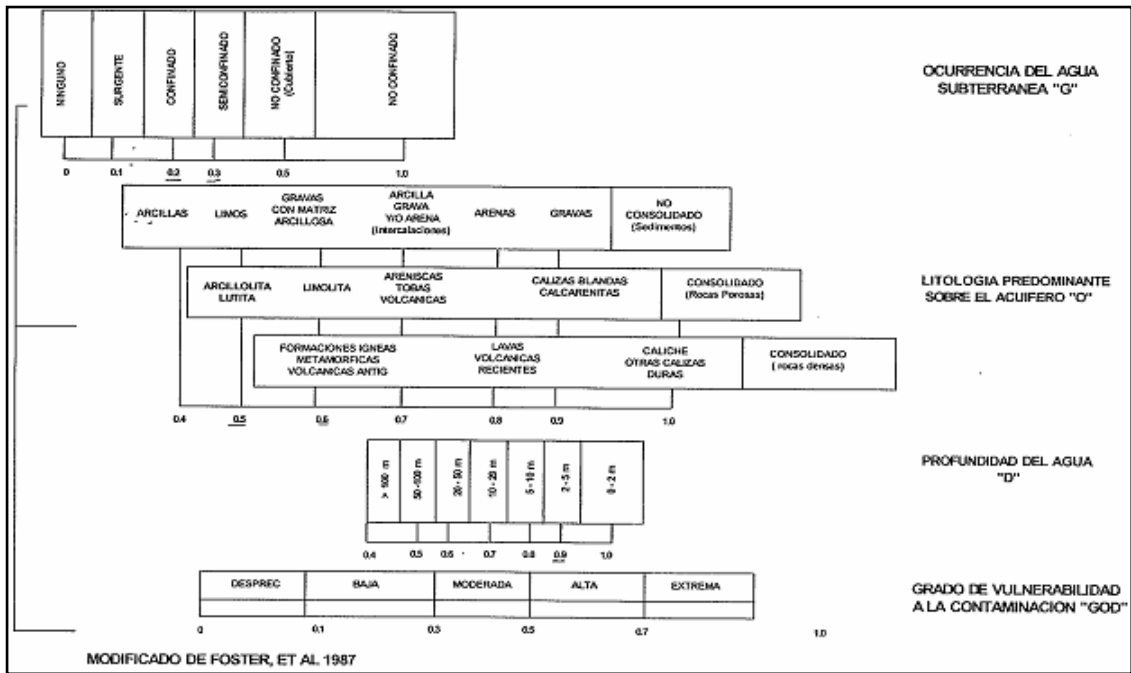 NINGUNO
SURGENTE
CONFINADO
SEMICONFINADO
NO CONFINADO
(Cubierta)
NO CONFINADO
OCURRENCIA DEL AGUA
SUBTERRANEA "G"
0 0.1 0.2 0.3 0.5 1.0
ARCILLAS
LIMOS
GRAVAS
CON MATRIZ
ARCILLOSA
ARCILLA
GRAVA
Y/O ARENA
(Intercalaciones)
ARENAS
GRAVAS
NO
CONSOLIDADO
(Sedimentos)
ARCILLOLITA
LUTITA
LIMOLITA
ARENISCAS
TOBAS
VOLCANICAS
CALIZAS BLANDAS
CALCARENITAS
CONSOLIDADO
(Rocas Porosas)
LITOLOGIA PREDOMINANTE
SOBRE EL ACUIFERO "O"
FORMACIONES IGNEAS
METAMORFICAS
VOLCANICAS ANTIG
LAVAS
VOLCANICAS
RECIENTES
CALICHE
OTRAS CALIZAS
DURAS
CONSOLIDADO
( rocas densas)
0.4 0.5 0.6 0.7 0.8 0.9 1.0
> 100 m
50-100 m
20 - 50 m
10 - 20 m
5 - 10 m
2 - 5 m
0 - 2 m
PROFUNDIDAD DEL AGUA
"D"
0.4 0.5 0.6 0.7 0.8 0.9 1.0
DESPREC BAJA MODERADA ALTA EXTREMA
GRADO DE VULNERABILIDAD
A LA CONTAMINACION "GOD"
0 0.1 0.3 0.5 0.7 1.0
MODIFICADO DE FOSTER, ET AL 1987